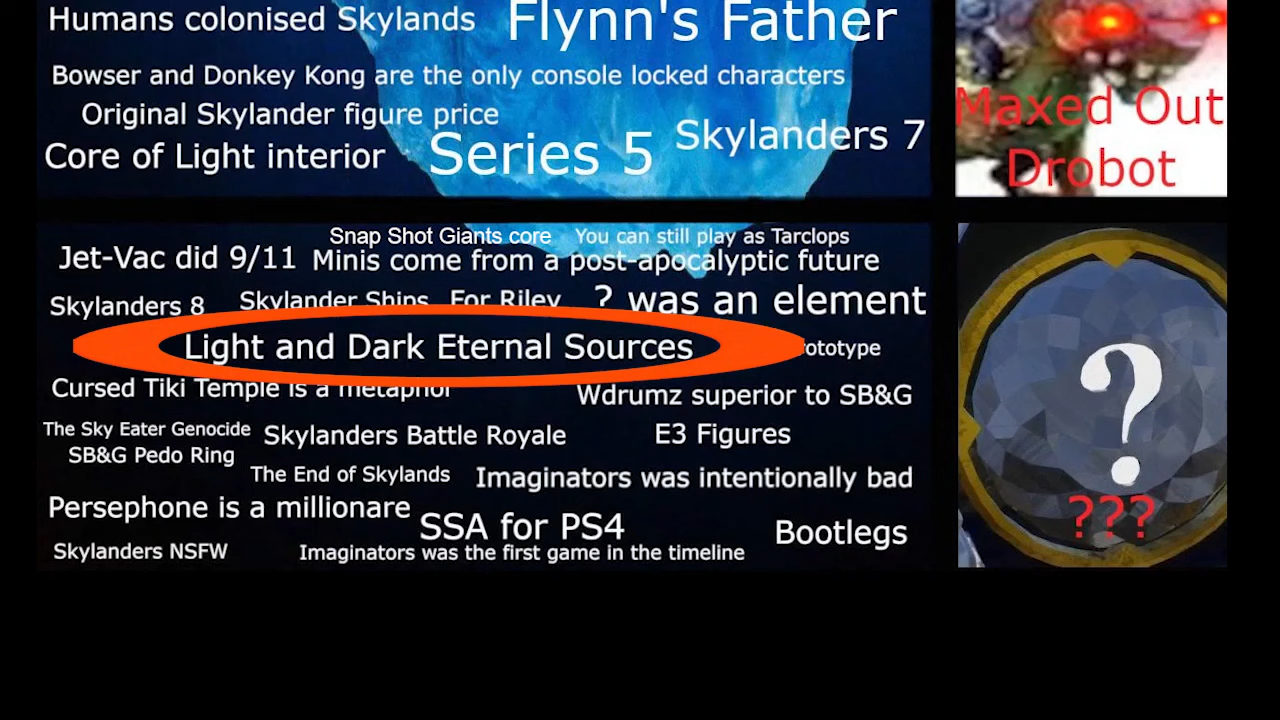 Humans colonised Skylands
Flynn's Father
Bowser and Donkey Kong are the only console locked characters
Original Skylander figure price
Core of Light interior
Series 5
Skylanders 7
Maxed Out
Drobot
Snap Shot Giants core
You can still play as Tarclops
Jet-Vac did 9/11
Minis come from a post-apocalyptic future
Skylanders 8
Skylander Ships
For Riley
? was an element
Light and Dark Eternal Sources
Cursed Tiki Temple is a metaphor
Wdrumz superior to SB&G
The Sky Eater Genocide
Skylanders Battle Royale
E3 Figures
SB&G Pedo Ring
The End of Skylands
Imaginators was intentionally bad
Persephone is a millionare
SSA for PS4
Bootlegs
Skylanders NSFW
Imaginators was the first game in the timeline
?
???